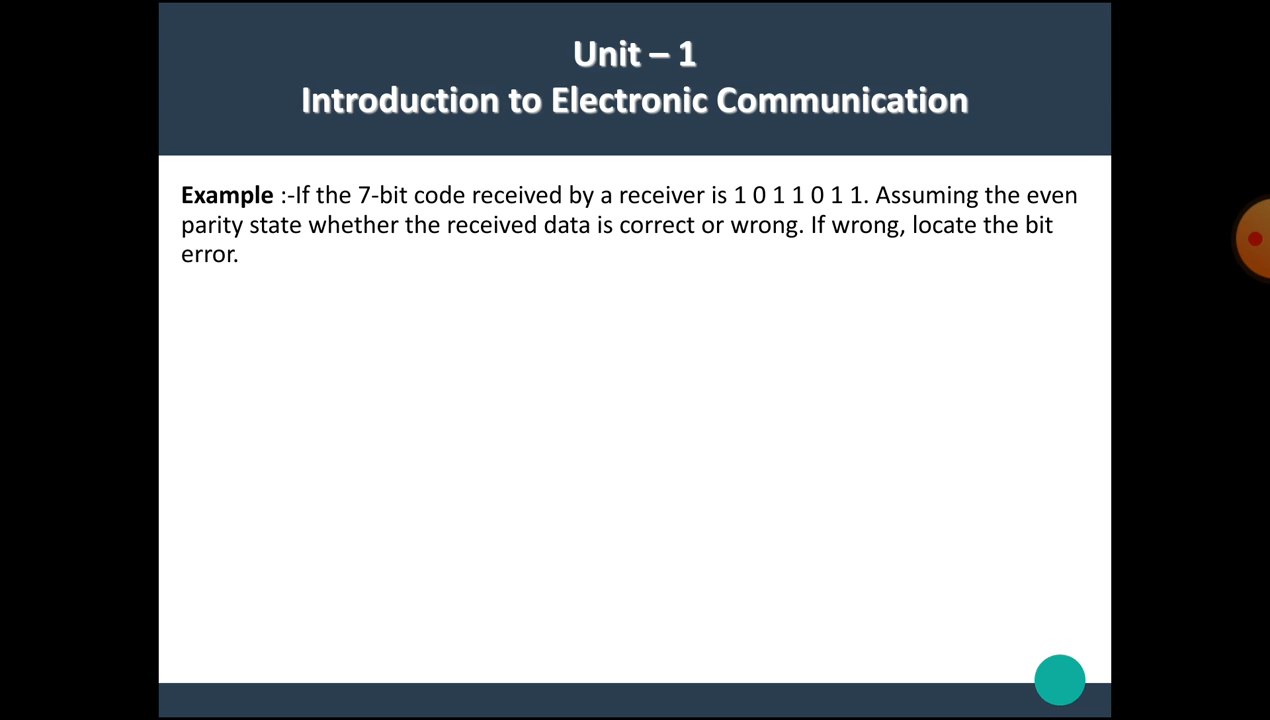 Unit – 1
Introduction to Electronic Communication
Example :-If the 7-bit code received by a receiver is 1 0 1 1 0 1 1. Assuming the even
parity state whether the received data is correct or wrong. If wrong, locate the bit
error.